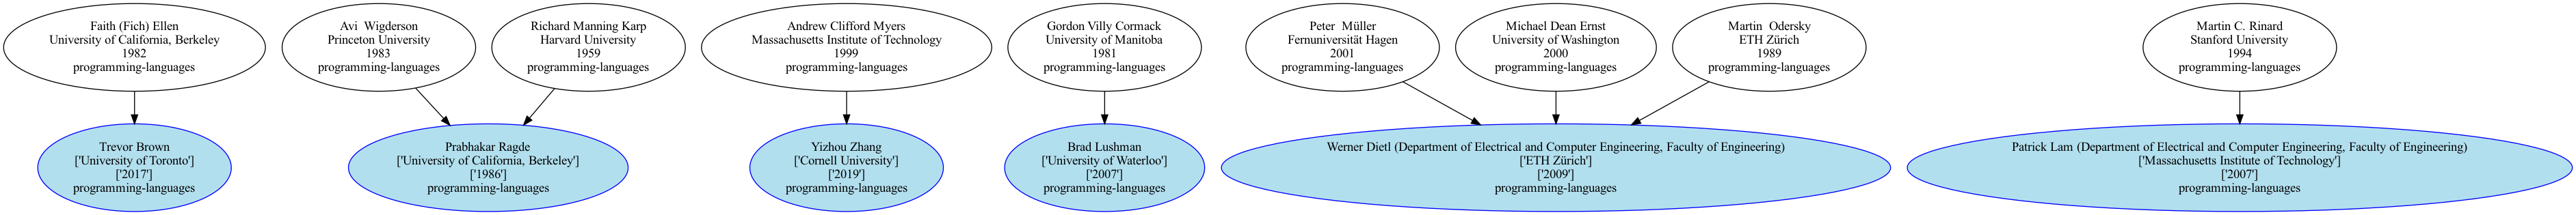 Faith (Fich) Ellen
University of California, Berkeley
1982
programming-languages
Avi  Wigderson
Princeton University
1983
programming-languages
Richard Manning Karp
Harvard University
1959
programming-languages
Andrew Clifford Myers
Massachusetts Institute of Technology
1999
programming-languages
Gordon Villy Cormack
University of Manitoba
1981
programming-languages
Peter  Müller
Fernuniversität Hagen
2001
programming-languages
Michael Dean Ernst
University of Washington
2000
programming-languages
Martin  Odersky
ETH Zürich
1989
programming-languages
Martin C. Rinard
Stanford University
1994
programming-languages
Trevor Brown
['University of Toronto']
['2017']
programming-languages
Prabhakar Ragde
['University of California, Berkeley']
['1986']
programming-languages
Yizhou Zhang
['Cornell University']
['2019']
programming-languages
Brad Lushman
['University of Waterloo']
['2007']
programming-languages
Werner Dietl (Department of Electrical and Computer Engineering, Faculty of Engineering)
['ETH Zürich']
['2009']
programming-languages
Patrick Lam (Department of Electrical and Computer Engineering, Faculty of Engineering)
['Massachusetts Institute of Technology']
['2007']
programming-languages